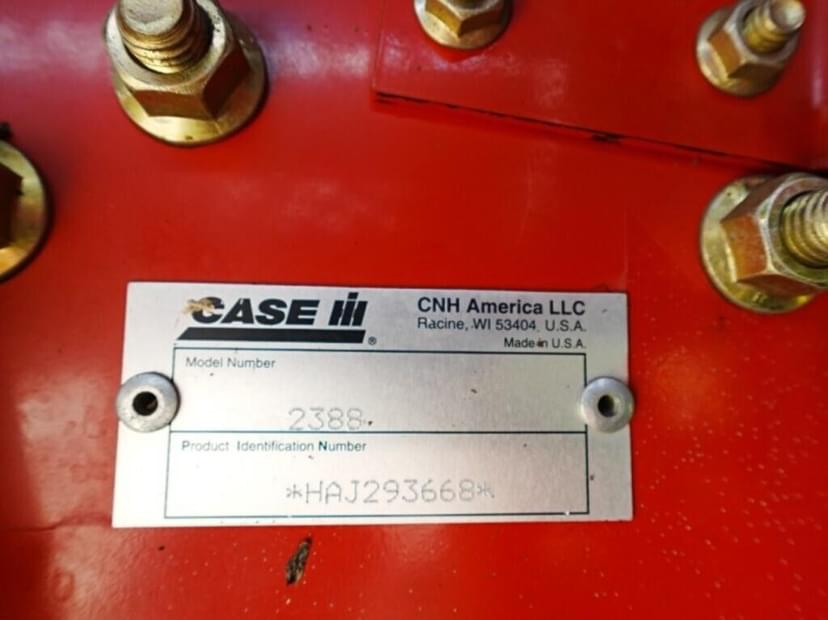 CASE IH ®
CNH America LLC
Racine, WI 53404 U.S.A.
Made in U.S.A.
Model Number
2388
Product Identification Number
*HAJ293668*